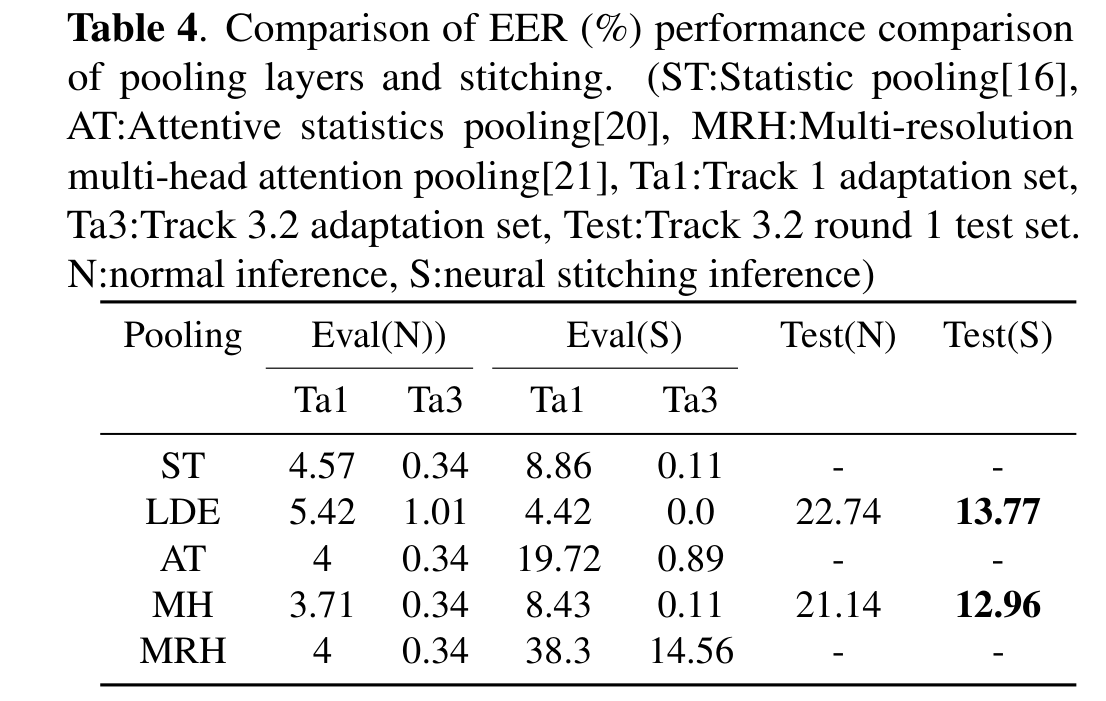 Table 4. Comparison of EER (%) performance comparison
of pooling layers and stitching. (ST:Statistic pooling[16],
AT:Attentive statistics pooling[20], MRH:Multi-resolution
multi-head attention pooling[21], Ta1:Track 1 adaptation set,
Ta3:Track 3.2 adaptation set, Test:Track 3.2 round 1 test set.
N:normal inference, S:neural stitching inference)
Pooling Eval(N)) Eval(S) Test(N) Test(S)
Ta1 Ta3 Ta1 Ta3
ST 4.57 0.34 8.86 0.11 - -
LDE 5.42 1.01 4.42 0.0 22.74 13.77
AT 4 0.34 19.72 0.89 - -
MH 3.71 0.34 8.43 0.11 21.14 12.96
MRH 4 0.34 38.3 14.56 - -